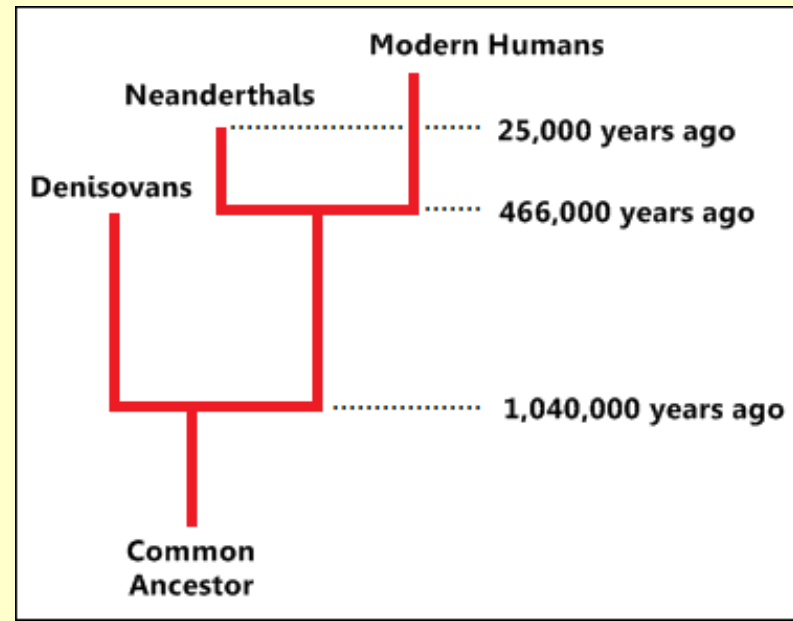 Modern Humans
Neanderthals
25,000 years ago
Denisovans
466,000 years ago
1,040,000 years ago
Common
Ancestor